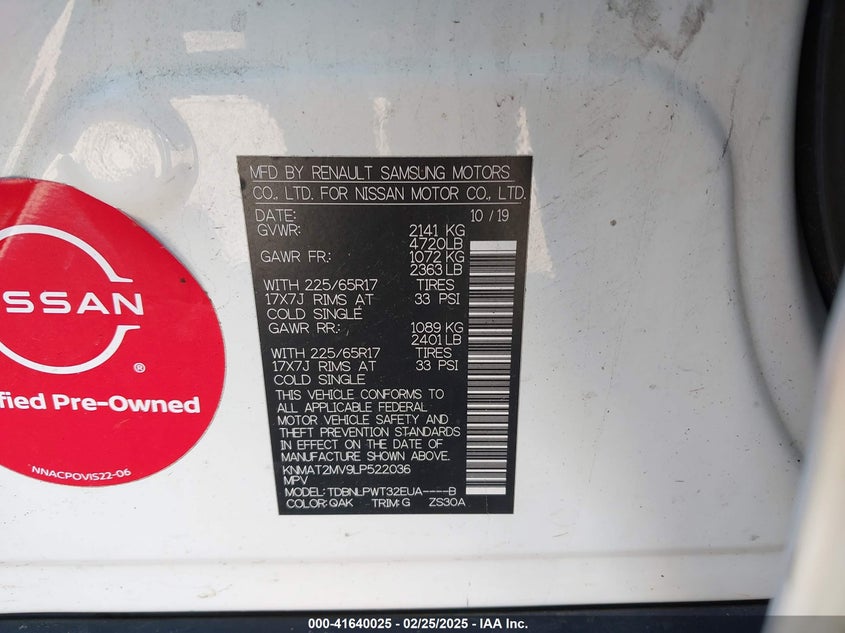 MFD BY RENAULT SAMSUNG MOTORS
CO., LTD. FOR NISSAN MOTOR CO., LTD.
DATE: 10 / 19
GVWR: 2141 KG
4720LB
GAWR FR.: 1072 KG
2363 LB
WITH 225/65R17 TIRES
17X7J RIMS AT 33 PSI
COLD SINGLE
GAWR RR.: 1089 KG
2401 LB
WITH 225/65R17 TIRES
17X7J RIMS AT 33 PSI
COLD SINGLE
THIS VEHICLE CONFORMS TO
ALL APPLICABLE FEDERAL
MOTOR VEHICLE SAFETY AND
THEFT PREVENTION STANDARDS
IN EFFECT ON THE DATE OF
MANUFACT SHOWN ABOVE.
KNMAT2MV9LP522036
MPV
MODEL: TDBNLPWT32EUA----B
COLOR: QAK TRIM: G ZS30A
ISSAN
®
fied Pre-Owned
NNACPOVIS22-06
000-41640025 - 02/25/2025 - IAA Inc.